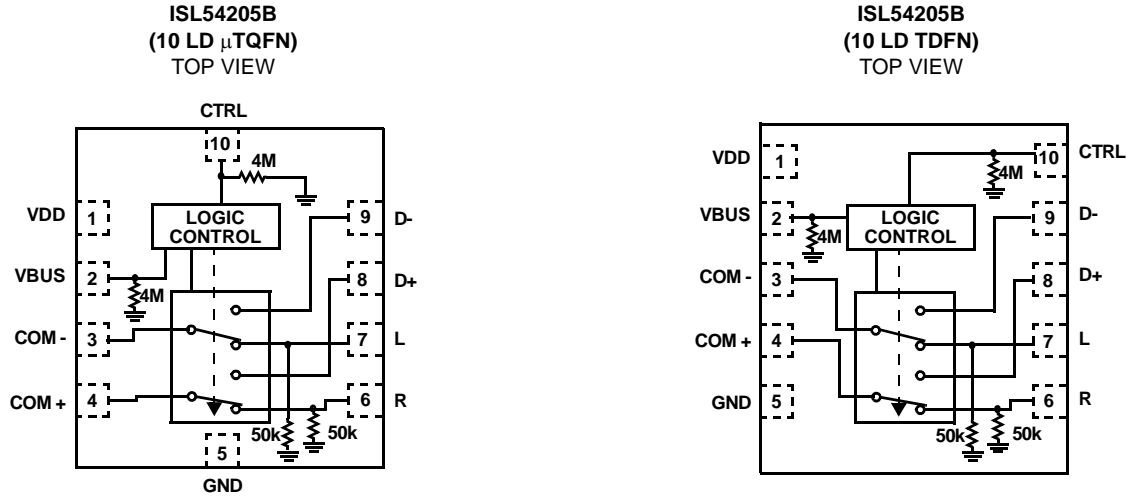 ISL54205B
(10 LD μTQFN)
TOP VIEW
CTRL
10
4M
VDD
1
LOGIC
CONTROL
9
D-
VBUS
2
4M
8
D+
COM -
3
7
L
COM +
4
6
R
50k
50k
5
GND
ISL54205B
(10 LD TDFN)
TOP VIEW
VDD
1
10
CTRL
4M
VBUS
2
4M
LOGIC
CONTROL
9
D-
COM -
3
8
D+
COM +
4
7
L
GND
5
6
R
50k
50k